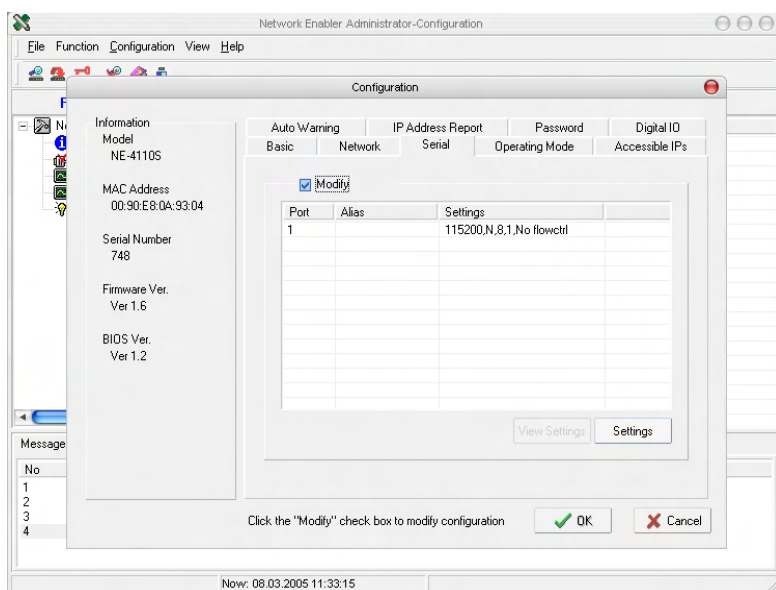 Network Enabler Administrator-Configuration
File Function Configuration View Help
Configuration
Information
Model
NE-4110S
MAC Address
00:90:E8:0A:93:04
Serial Number
748
Firmware Ver.
Ver 1.6
BIOS Ver.
Ver 1.2
Auto Warning IP Address Report Password Digital IO
Basic Network Serial Operating Mode Accessible IPs
Modify
Port Alias Settings
1 115200,N,8,1,No flowctrl
View Settings Settings
Click the "Modify" check box to modify configuration
OK Cancel
Message
No
1
2
3
4
Now: 08.03.2005 11:33:15